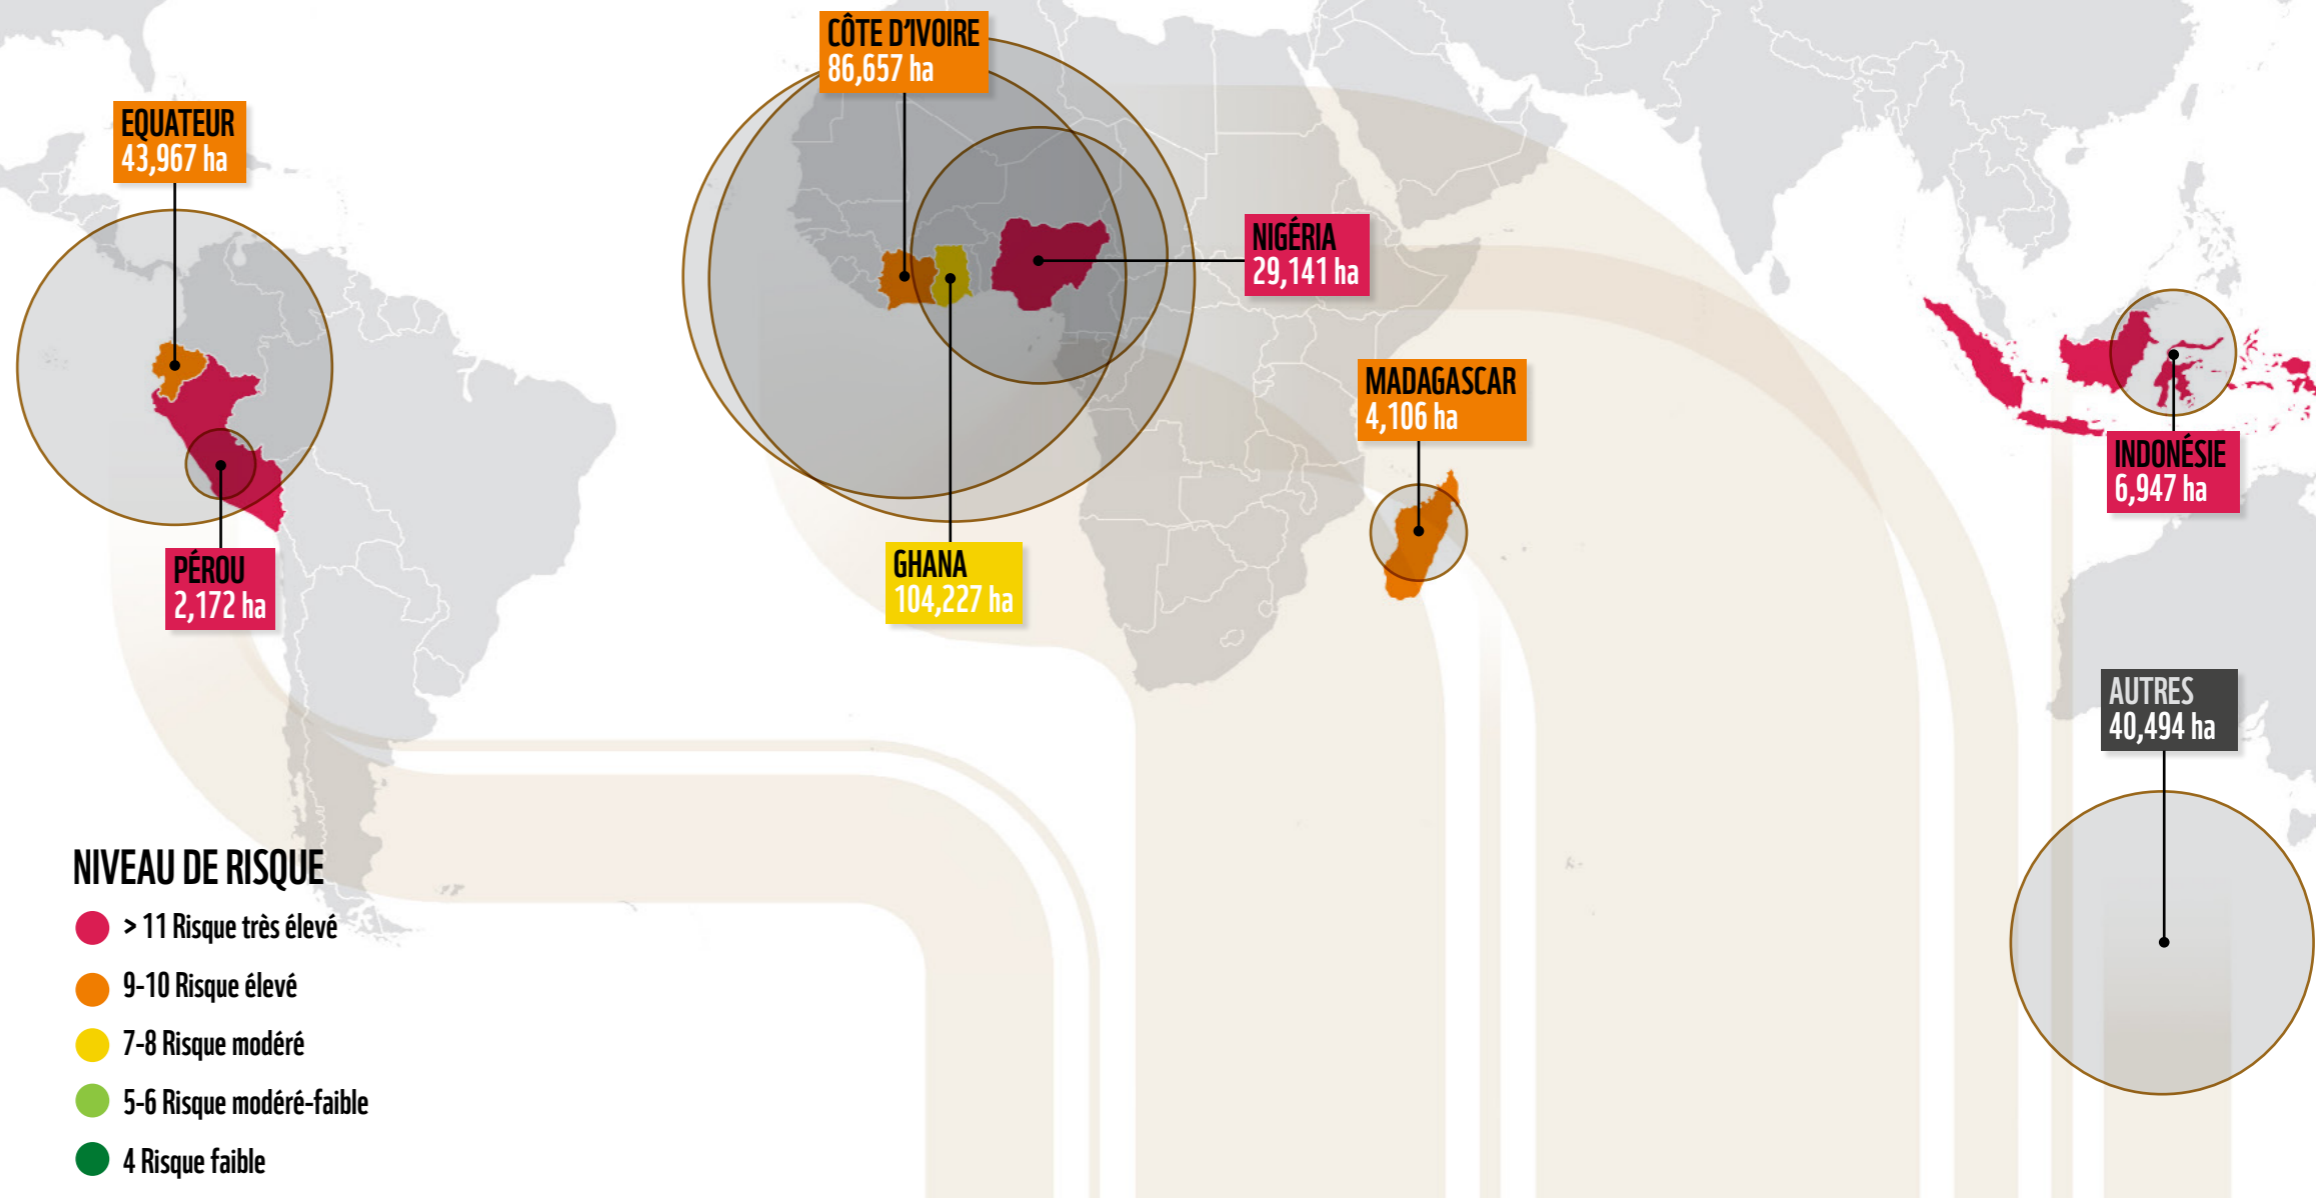 CÔTE D'IVOIRE
86,657 ha
EQUATEUR
43,967 ha
NIGÉRIA
29,141 ha
MADAGASCAR
4,106 ha
INDONÉSIE
6,947 ha
PÉROU
2,172 ha
GHANA
104,227 ha
AUTRES
40,494 ha
NIVEAU DE RISQUE
> 11 Risque très élevé
9-10 Risque élevé
7-8 Risque modéré
5-6 Risque modéré-faible
4 Risque faible